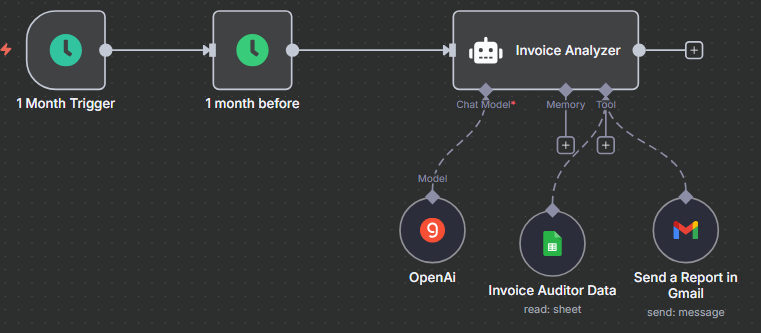 Invoice Analyzer
1 Month Trigger
1 month before
Chat Model*
Memory
Tool
Model
OpenAi
Invoice Auditor Data
read: sheet
Send a Report in
Gmail
send: message